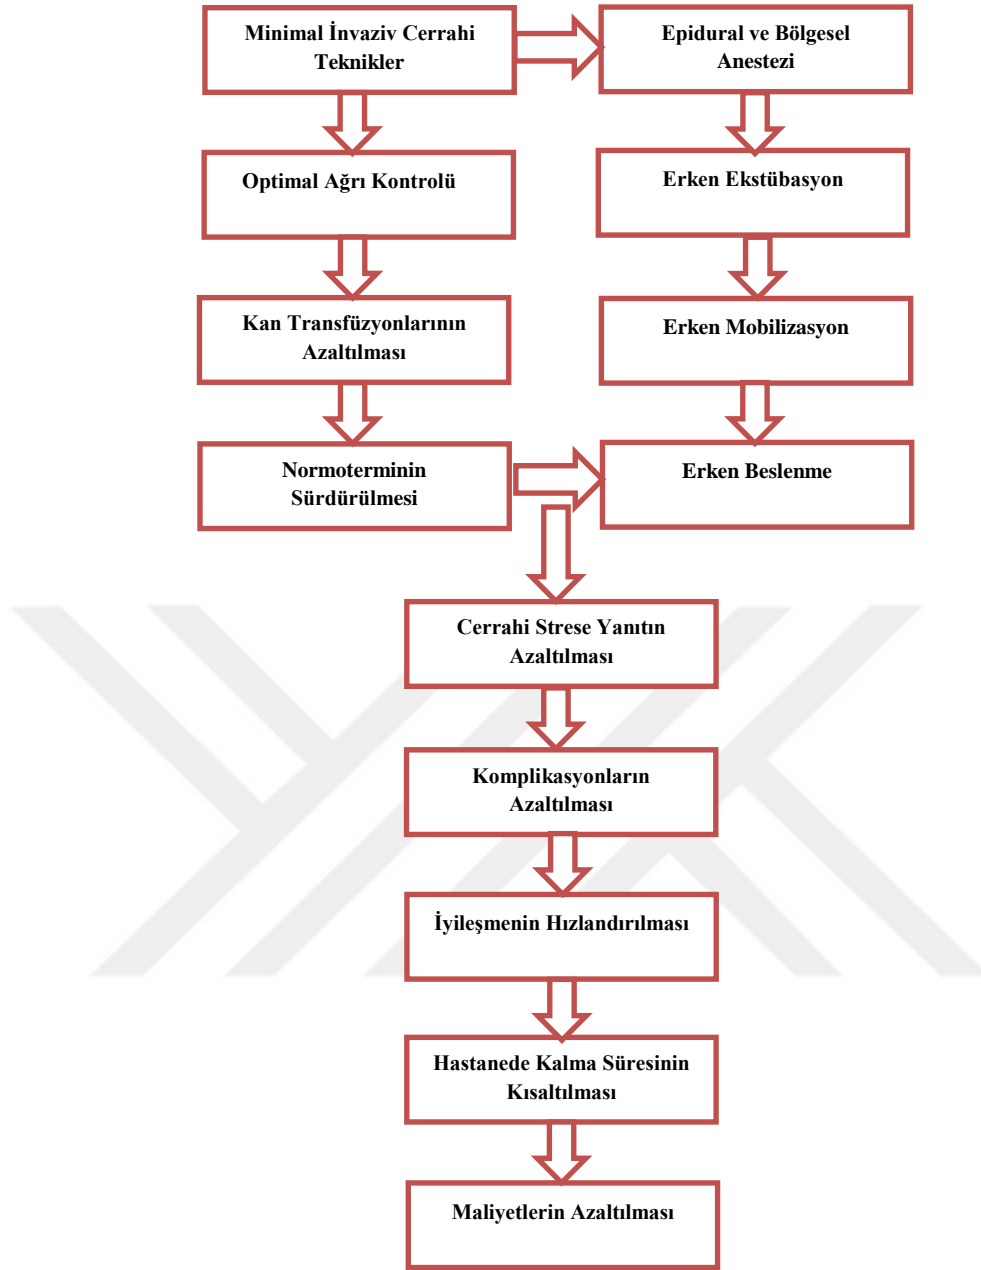 Minimal İnvaziv Cerrahi
Teknikler
Epidural ve Bölgesel
Anestezi
Optimal Ağrı Kontrolü
Erken Ekstübasyon
Kan Transfüzyonlarının
Azaltılması
Erken Mobilizasyon
Normoterminin
Sürdürülmesi
Erken Beslenme
Cerrahi Strese Yanıtın
Azaltılması
Komplikasyonların
Azaltılması
İyileşmenin Hızlandırılması
Hastanede Kalma Süresinin
Kısaltılması
Maliyetlerin Azaltılması